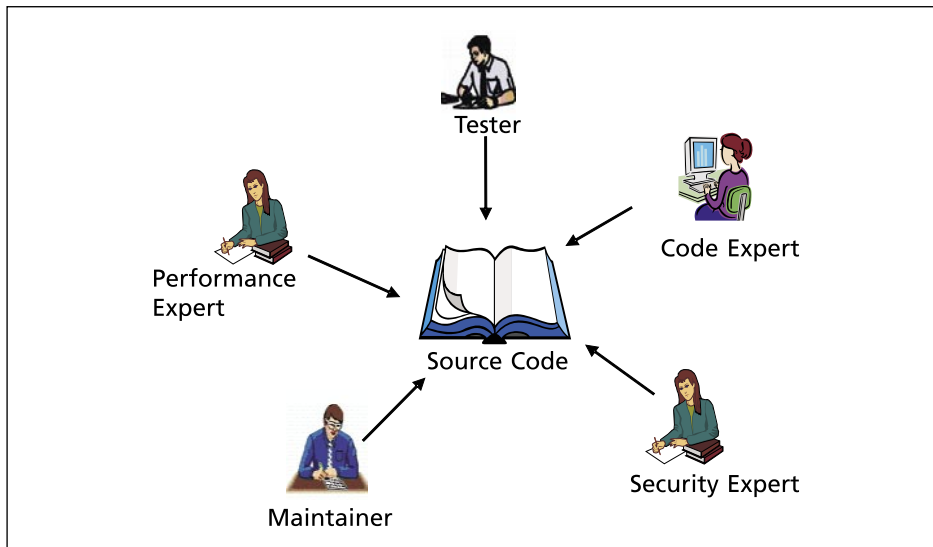 Tester
Code Expert
Performance
Expert
Source Code
Security Expert
Maintainer